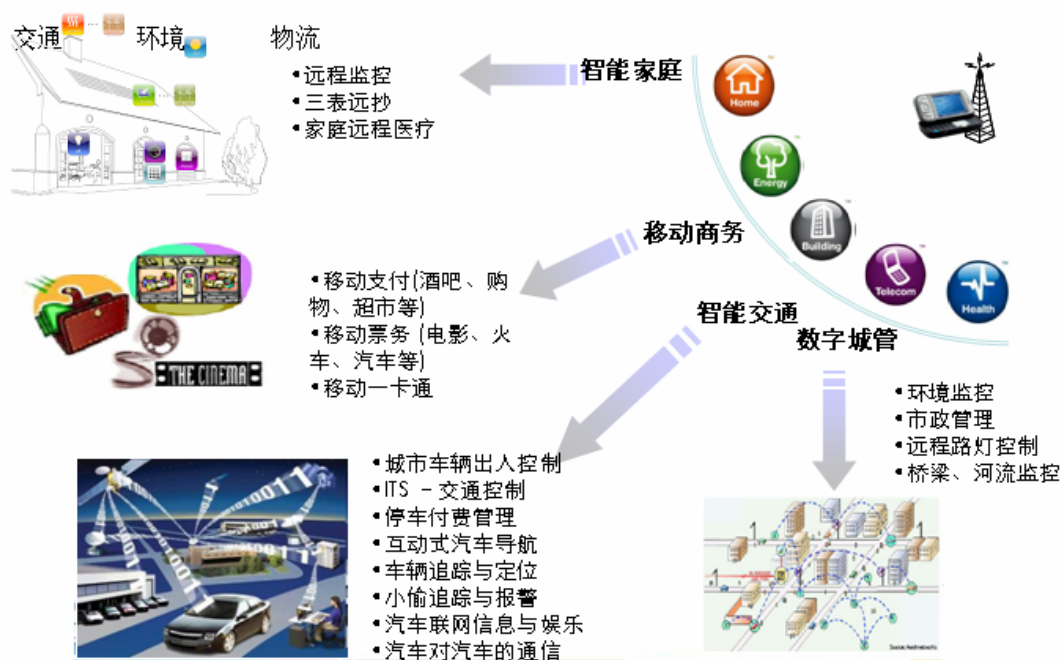 交通
环境
物流
•远程监控
•三表远抄
•家庭远程医疗
智能家庭
Home
Energy
Building
Telecom
Health
移动商务
•移动支付(酒吧、购
物、超市等)
•移动票务 (电影、火
车、汽车等)
•移动一卡通
THE CINEMA
智能交通
•城市车辆出入控制
•ITS - 交通控制
•停车付费管理
•互动式汽车导航
•车辆追踪与定位
•小偷追踪与报警
•汽车联网信息与娱乐
•汽车对汽车的通信
数字城管
•环境监控
•市政管理
•远程路灯控制
•桥梁、河流监控